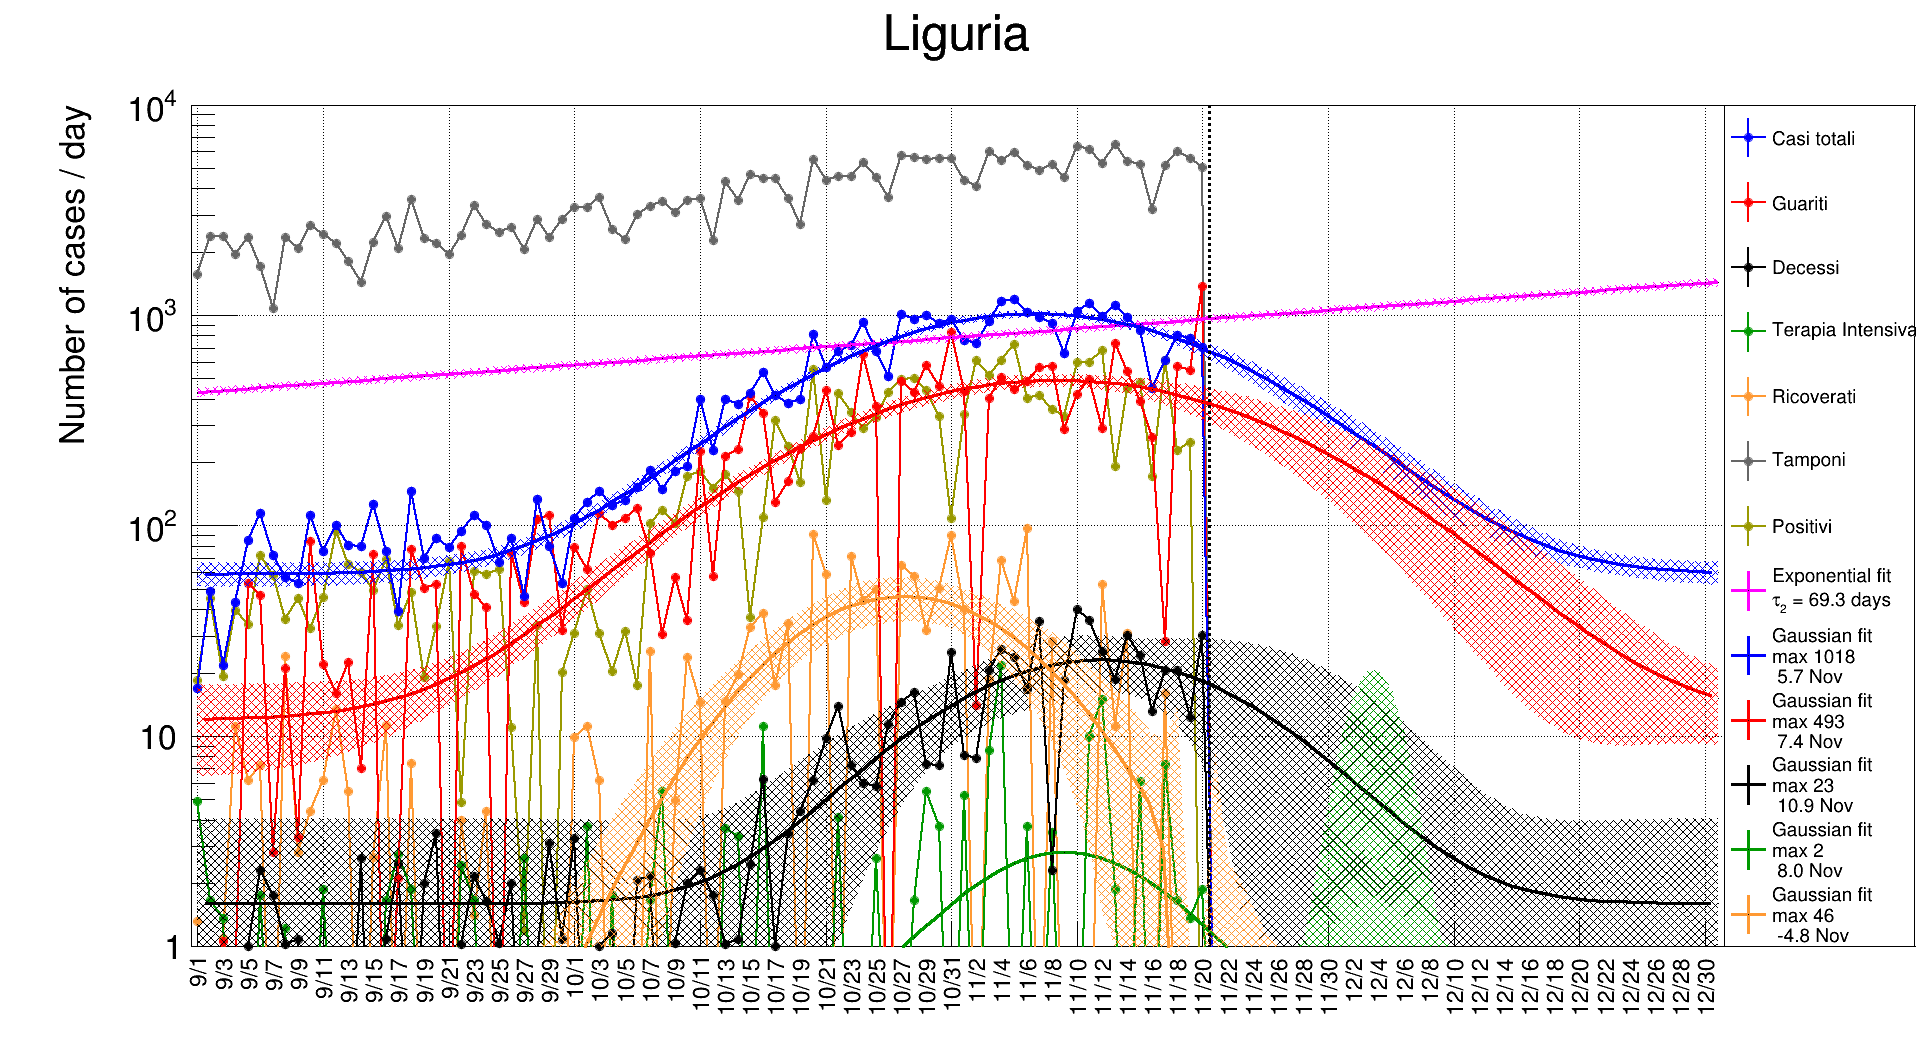 Liguria
Number of cases / day
10^4
10^3
10^2
10
1
9/1
9/3
9/5
9/7
9/9
9/11
9/13
9/15
9/17
9/19
9/21
9/23
9/25
9/27
9/29
10/1
10/3
10/5
10/7
10/9
10/11
10/13
10/15
10/17
10/19
10/21
10/23
10/25
10/27
10/29
10/31
11/2
11/4
11/6
11/8
11/10
11/12
11/14
11/16
11/18
11/20
11/22
11/24
11/26
11/28
11/30
12/2
12/4
12/6
12/8
12/10
12/12
12/14
12/16
12/18
12/20
12/22
12/24
12/26
12/28
12/30
Casi totali
Guariti
Decessi
Terapia Intensiva
Ricoverati
Tamponi
Positivi
Exponential fit
τ₂ = 69.3 days
Gaussian fit
max 1018
5.7 Nov
Gaussian fit
max 493
7.4 Nov
Gaussian fit
max 23
10.9 Nov
Gaussian fit
max 2
8.0 Nov
Gaussian fit
max 46
-4.8 Nov